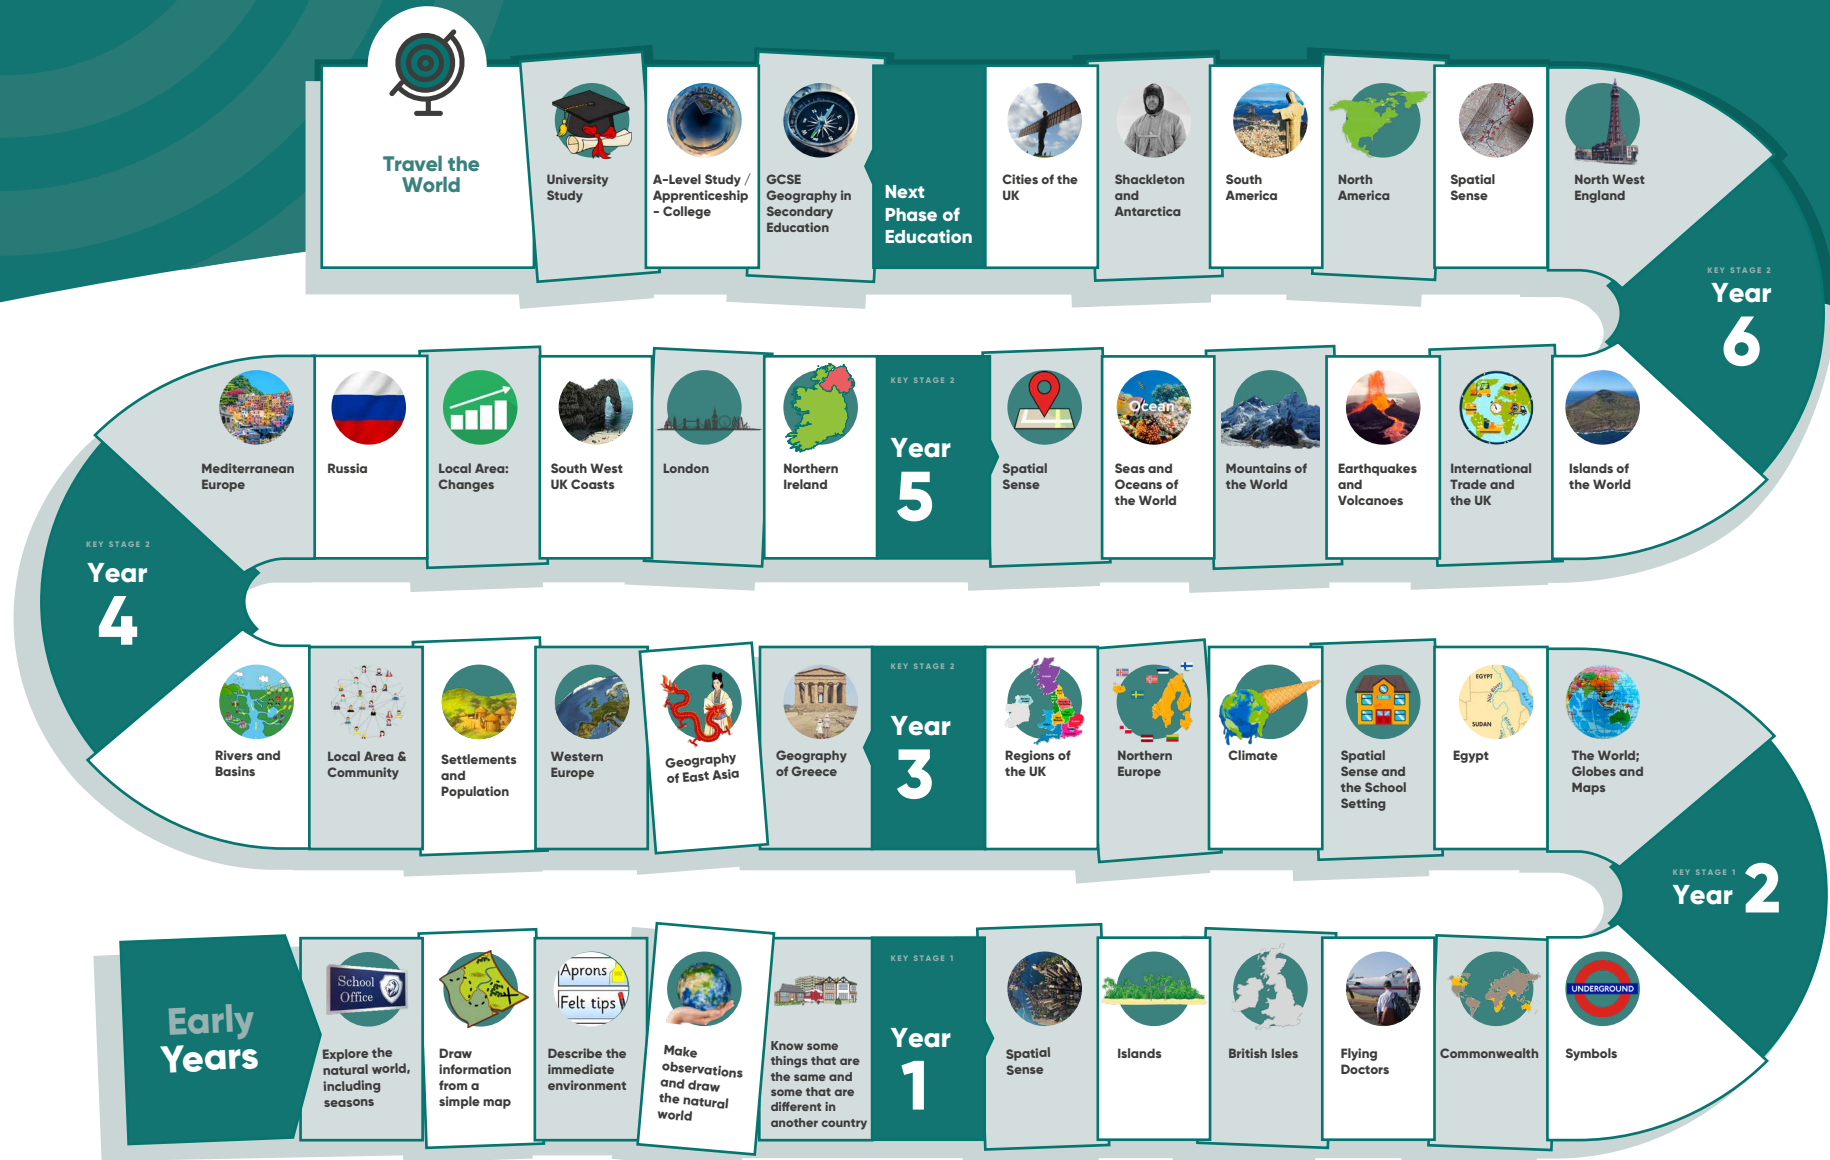 Travel the
World
University
Study
A-Level Study /
Apprenticeship
- College
GCSE
Geography in
Secondary
Education
Next
Phase of
Education
Cities of the
UK
Shackleton
and
Antarctica
South
America
North
America
Spatial
Sense
North West
England
KEY STAGE 2
Year
6
Mediterranean
Europe
Russia
Local Area:
Changes
South West
UK Coasts
London
Northern
Ireland
KEY STAGE 2
Year
5
Spatial
Sense
Ocean
Seas and
Oceans of
the World
Mountains of
the World
Earthquakes
and
Volcanoes
International
Trade and
the UK
Islands of
the World
KEY STAGE 2
Year
4
Rivers and
Basins
Local Area &
Community
Settlements
and
Population
Western
Europe
Geography
of East Asia
Geography
of Greece
KEY STAGE 2
Year
3
Regions of
the UK
Northern
Europe
Climate
Spatial
Sense and
the School
Setting
EGYPT
SUDAN
Egypt
The World;
Globes and
Maps
KEY STAGE 1
Year 2
Early
Years
School
Office
Explore the
natural world,
including
seasons
Draw
information
from a
simple map
Aprons
Felt tips
Describe the
immediate
environment
Make
observations
and draw
the natural
world
Know some
things that are
the same and
some that are
different in
another country
KEY STAGE 1
Year
1
Spatial
Sense
Islands
British Isles
Flying
Doctors
Commonwealth
UNDERGROUND
Symbols